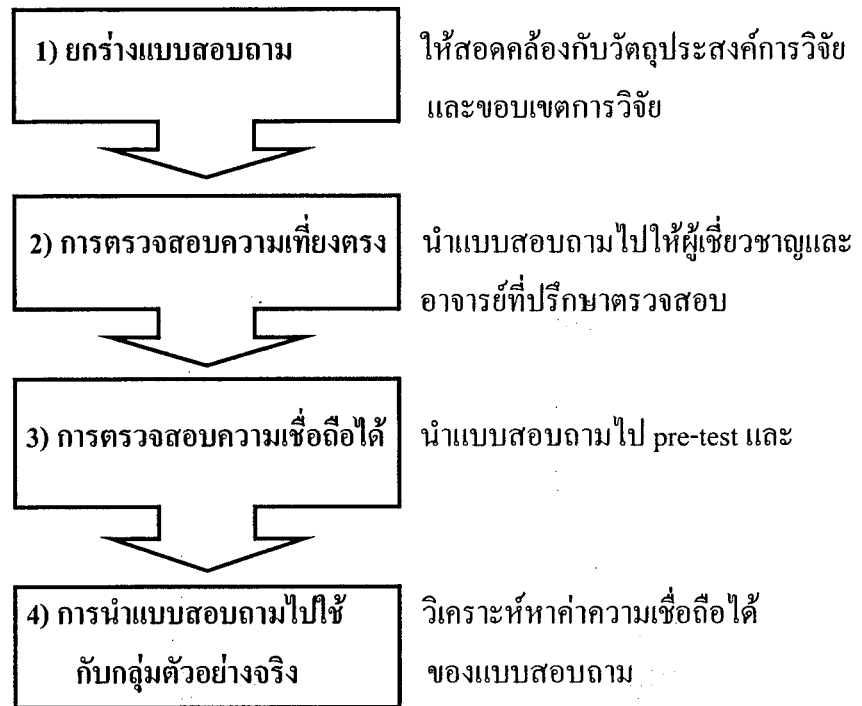 1) ยกร่างแบบสอบถาม
ให้สอดคล้องกับวัตถุประสงค์การวิจัย
และขอบเขตการวิจัย
2) การตรวจสอบความเที่ยงตรง
นำแบบสอบถามไปให้ผู้เชี่ยวชาญและ
อาจารย์ที่ปรึกษาตรวจสอบ
3) การตรวจสอบความเชื่อถือได้
นำแบบสอบถามไป pre-test และ
4) การนำแบบสอบถามไปใช้
กับกลุ่มตัวอย่างจริง
วิเคราะห์หาค่าความเชื่อถือได้
ของแบบสอบถาม